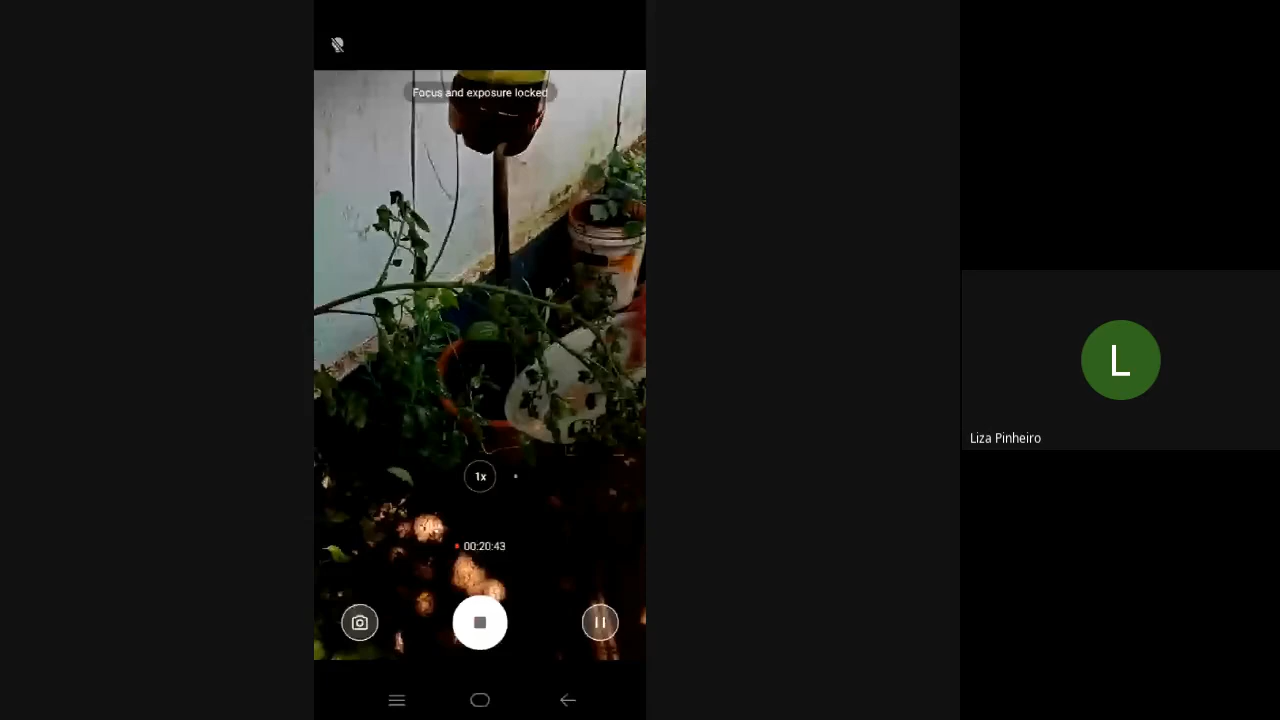 Focus and exposure locked
1x
00:20:43
L
Liza Pinheiro